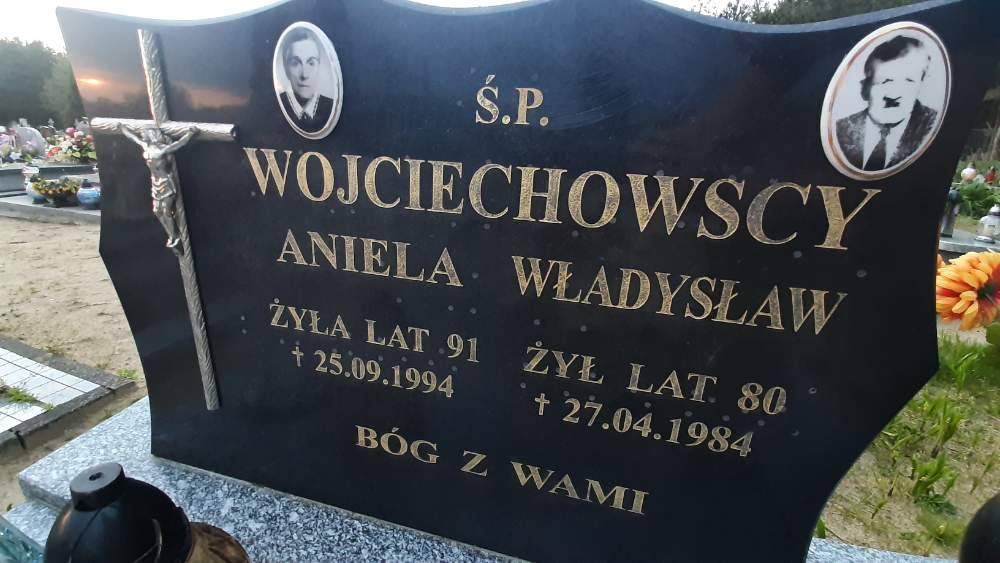 Ś.P.
WOJCIECHOWSCY
ANIELA WŁADYSŁAW
ŻYŁA LAT 91 ŻYŁ LAT 80
† 25.09.1994 † 27.04.1984
BÓG Z WAMI